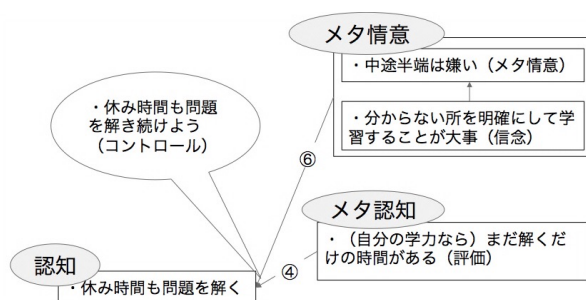 メタ情意
・中途半端は嫌い（メタ情意）
・分からない所を明確にして学
習することが大事（信念）
・休み時間も問題
を解き続けよう
（コントロール）
⑥
メタ認知
・（自分の学力なら）まだ解くだ
けの時間がある（評価）
④
認知
・休み時間も問題を解く